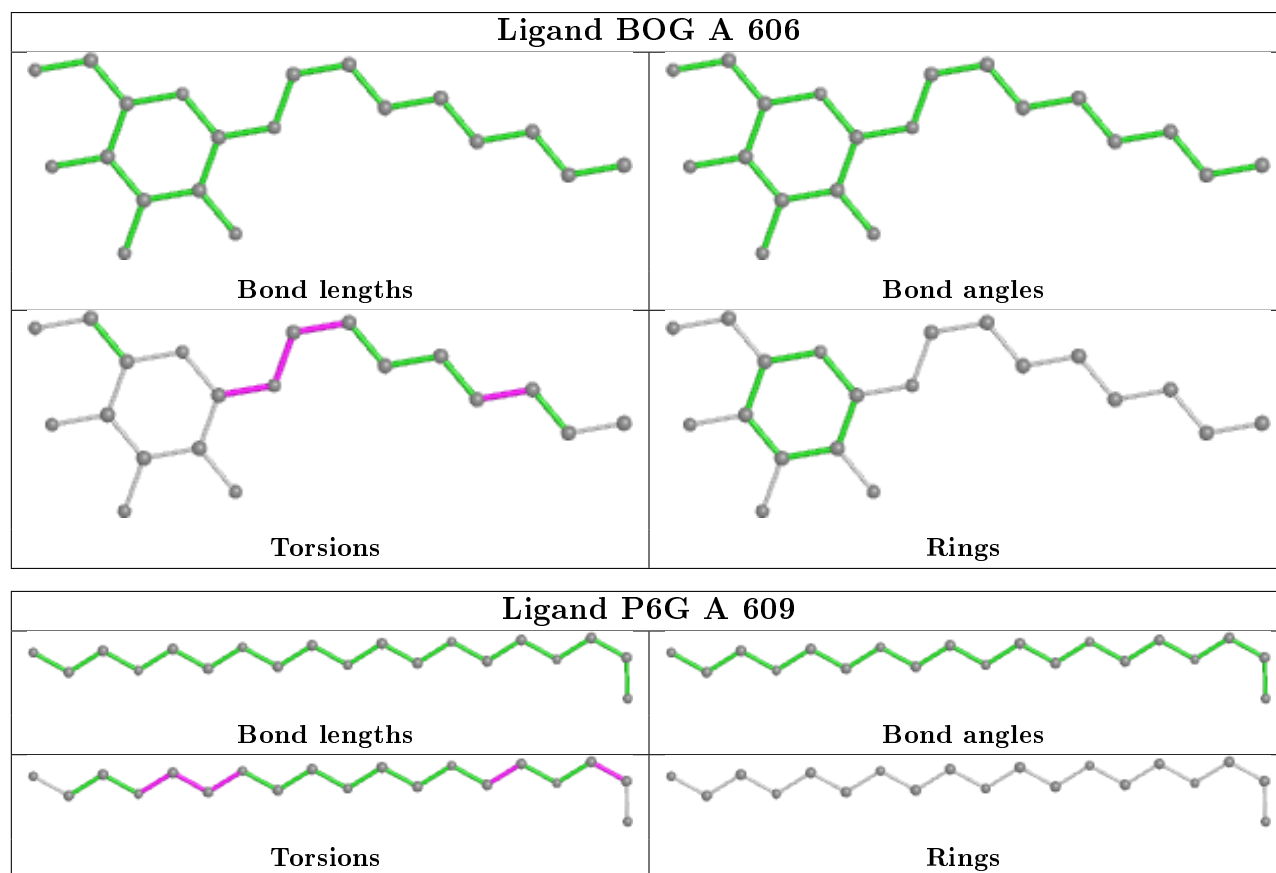 Ligand BOG A 606
Bond lengths
Bond angles
Torsions
Rings
Ligand P6G A 609
Bond lengths
Bond angles
Torsions
Rings